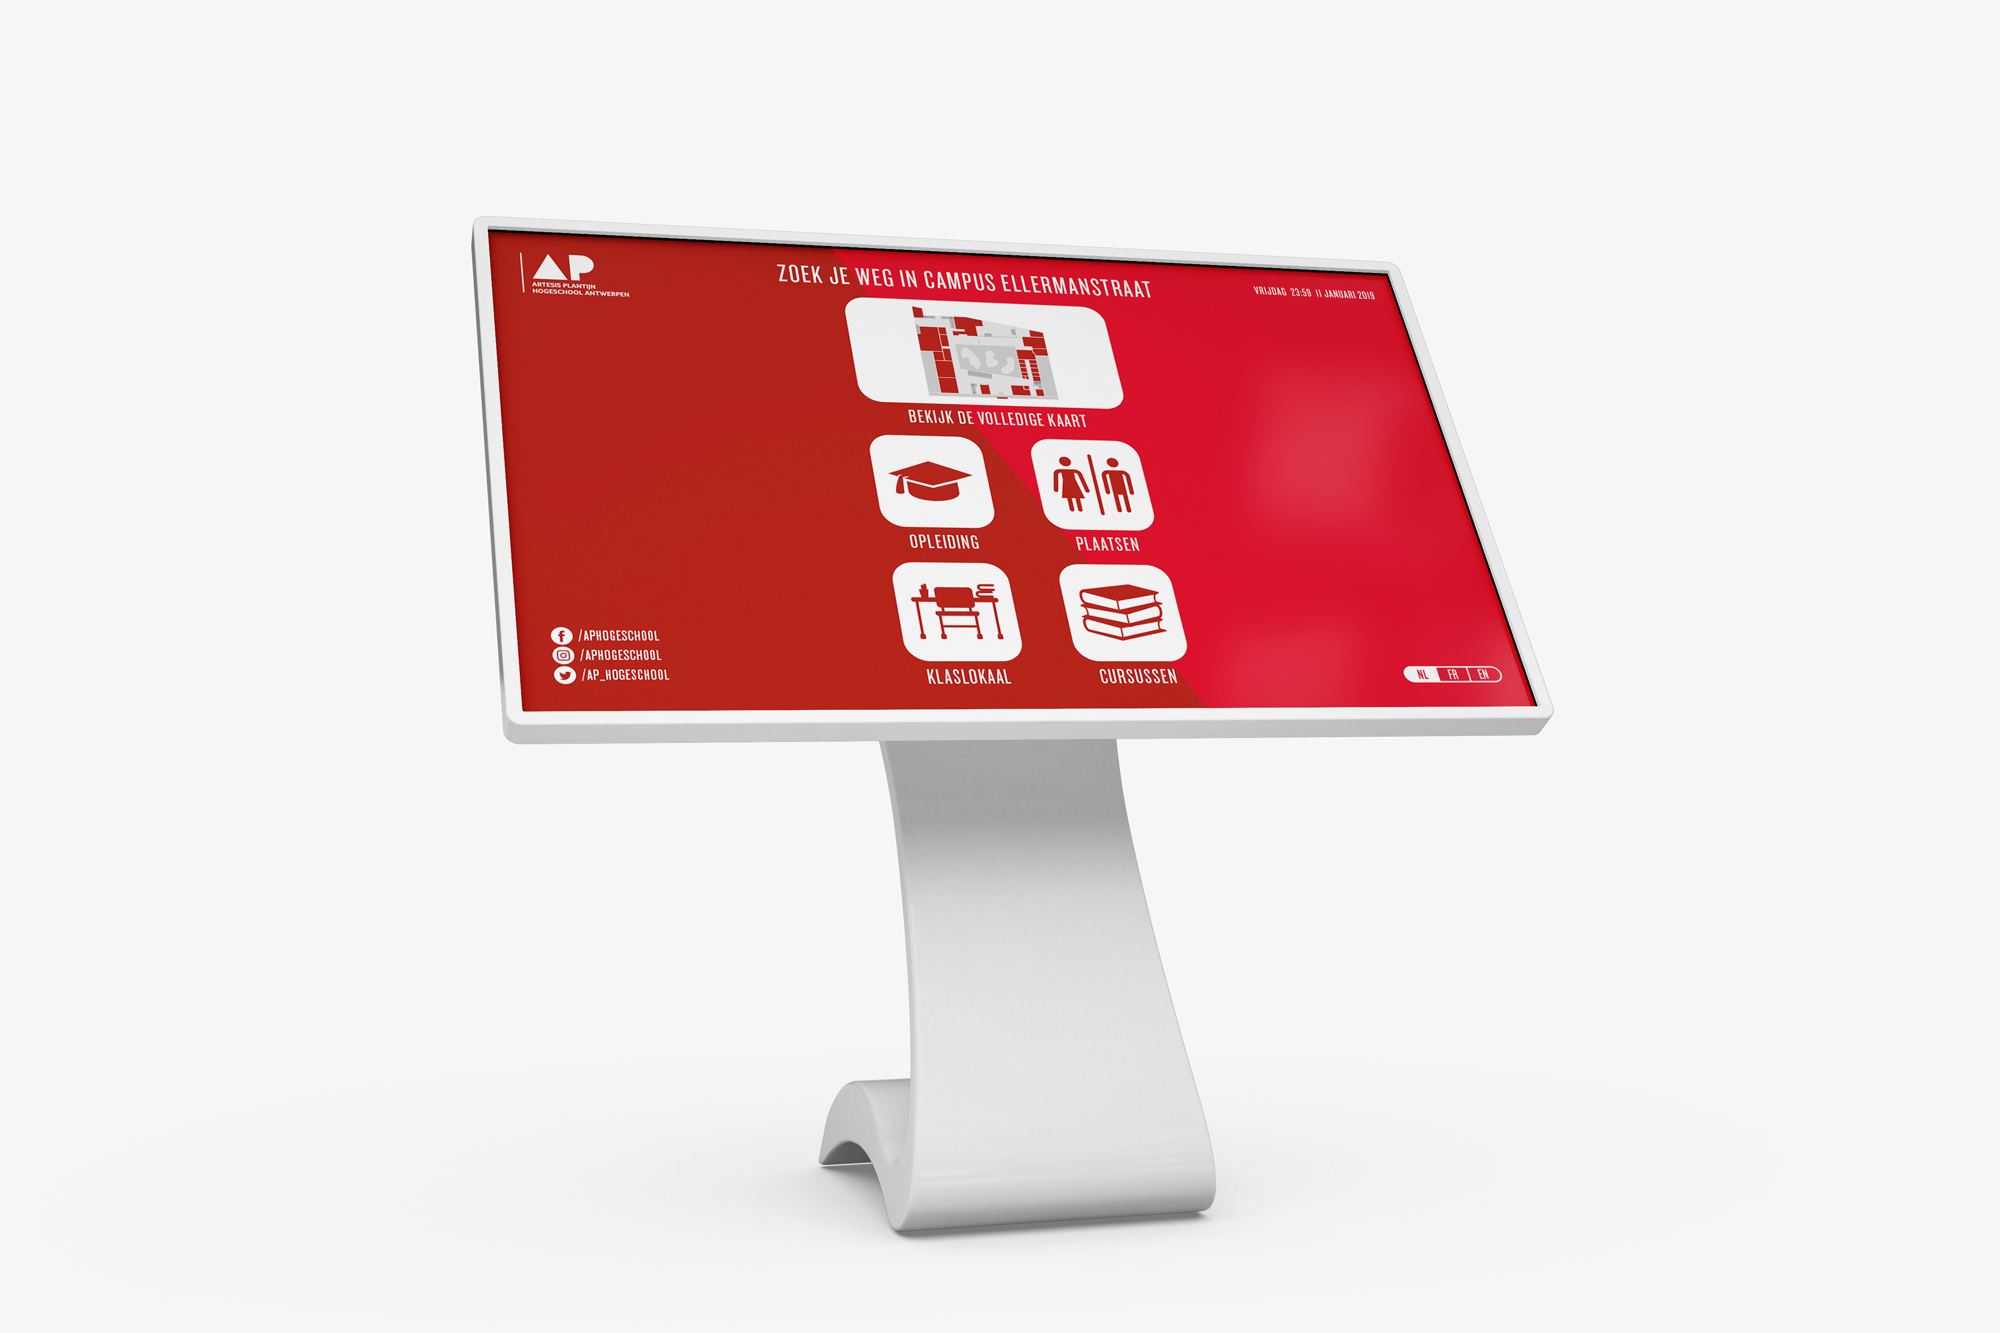 AP
ARTESIS PLANTIJN
HOGESCHOOL ANTWERPEN
ZOEK JE WEG IN CAMPUS ELLERMANSTRAAT
VRIJDAG 23:59 11 JANUARI 2019
BEKIJK DE VOLLEDIGE KAART
OPLEIDING
PLAATSEN
KLASLOKAAL
CURSUSSEN
/APHOGESCHOOL
/APHOGESCHOOL
/AP_HOGESCHOOL
NL FR EN